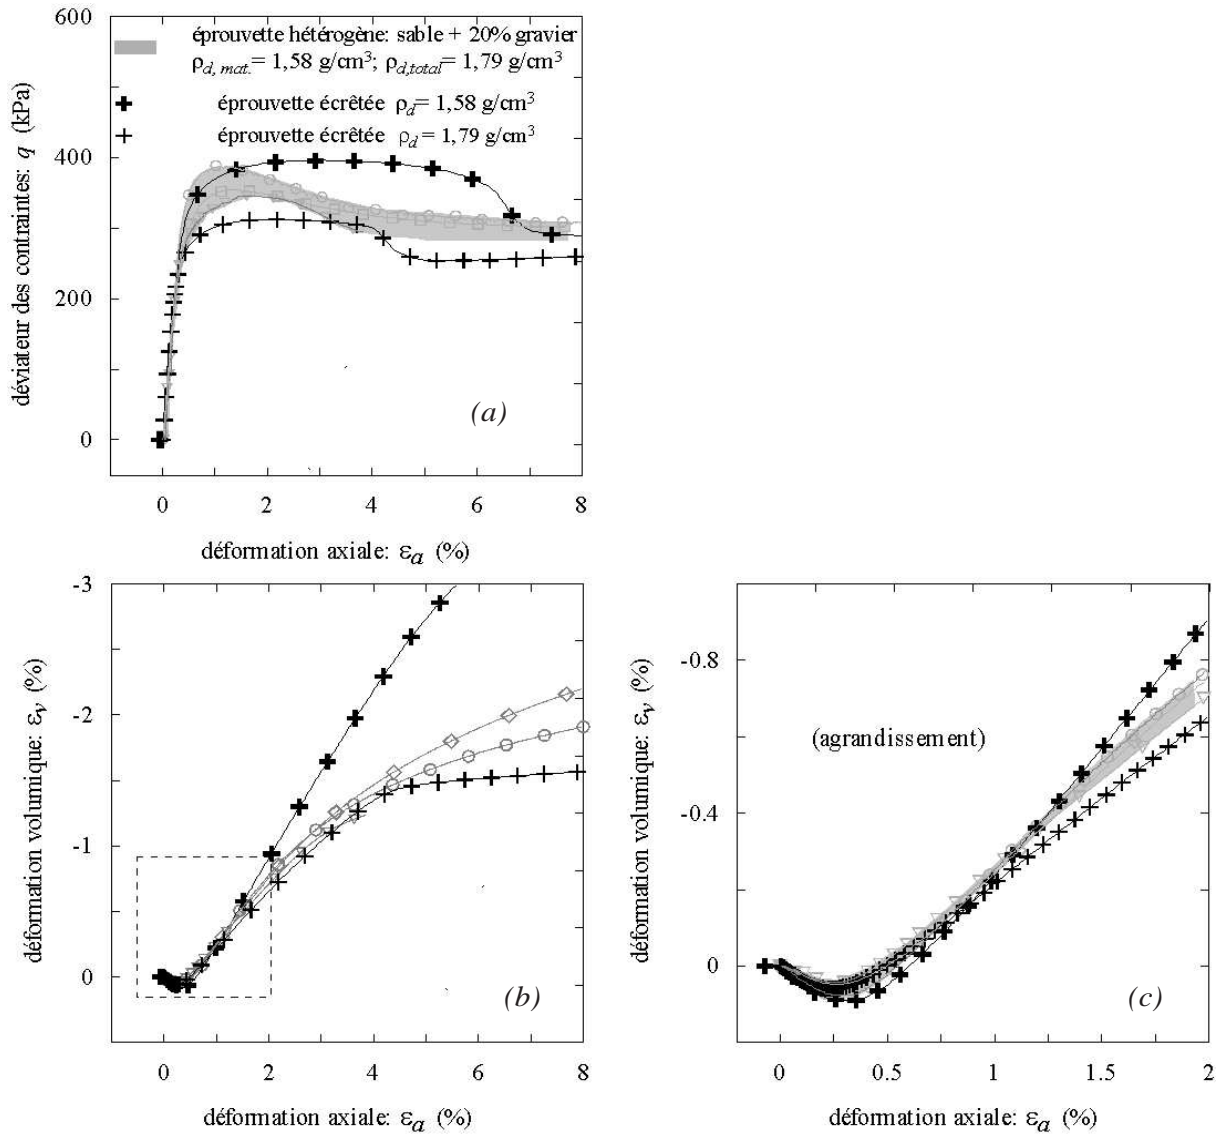 600
400
200
0
déviateur des contraintes: q (kPa)
éprouvette hétérogène: sable + 20% gravier
ρd, mat.= 1,58 g/cm³; ρd,total= 1,79 g/cm³
éprouvette écrêtée ρd= 1,58 g/cm³
éprouvette écrêtée ρd = 1,79 g/cm³
(a)
0 2 4 6 8
déformation axiale: εa (%)
-3
-2
-1
0
déformation volumique: εv (%)
(b)
0 2 4 6 8
déformation axiale: εa (%)
-0.8
-0.4
0
déformation volumique: εv (%)
(agrandissement)
(c)
0 0.5 1 1.5 2
déformation axiale: εa (%)